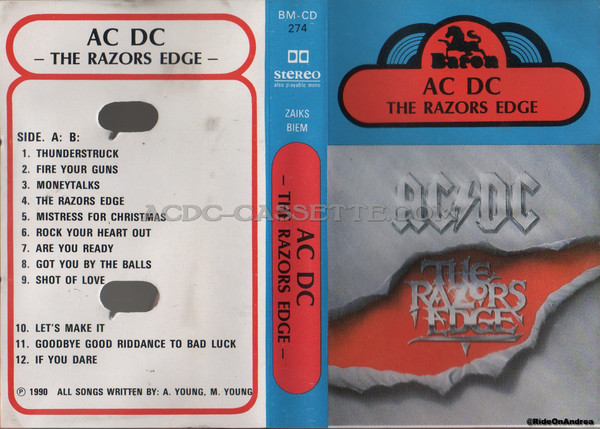 AC DC
– THE RAZORS EDGE –
SIDE. A: B:
1. THUNDERSTRUCK
2. FIRE YOUR GUNS
3. MONEYTALKS
4. THE RAZORS EDGE
5. MISTRESS FOR CHRISTMAS
6. ROCK YOUR HEART OUT
7. ARE YOU READY
8. GOT YOU BY THE BALLS
9. SHOT OF LOVE
10. LET'S MAKE IT
11. GOODBYE GOOD RIDDANCE TO BAD LUCK
12. IF YOU DARE
Ⓟ 1990 ALL SONGS WRITTEN BY: A. YOUNG, M. YOUNG
BM-CD
274
stereo
also playable mono
ZAIKS
BIEM
AC DC
– THE RAZORS EDGE –
Baron
AC DC
THE RAZORS EDGE
AC/DC
THE
RAZORS
EDGE
ACDC-CASSETTE.COM
@RideOnAndrea